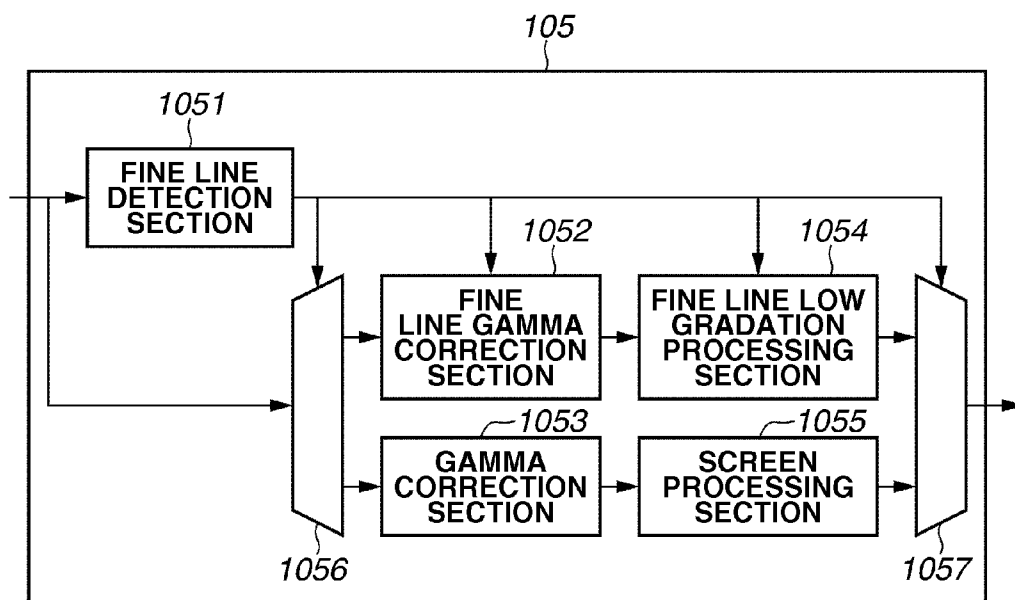 105
1051
FINE LINE
DETECTION
SECTION
1052
1054
FINE
LINE GAMMA
CORRECTION
SECTION
FINE LINE LOW
GRADATION
PROCESSING
SECTION
1053
1055
GAMMA
CORRECTION
SECTION
SCREEN
PROCESSING
SECTION
1056
1057